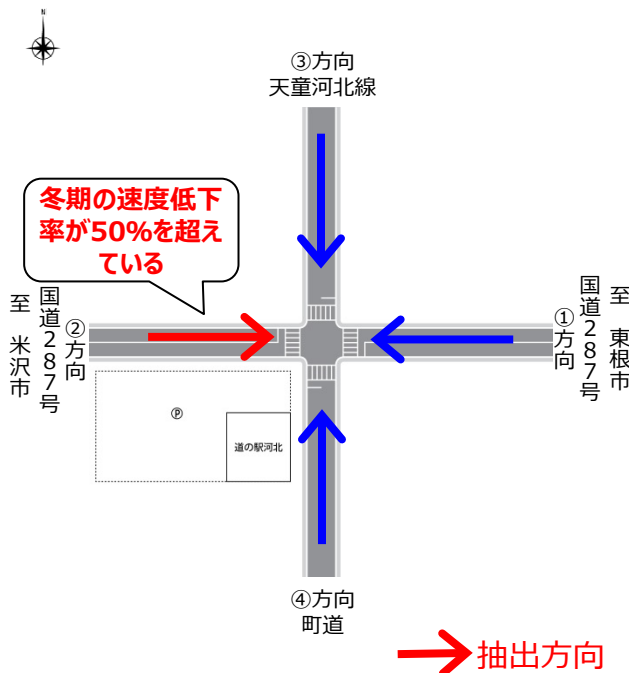 N
③方向
天童河北線
冬期の速度低下
率が50%を超え
ている
至 米沢市
国道287号
②方向
①方向
国道287号
至 東根市
Ⓟ
道の駅河北
④方向
町道
抽出方向